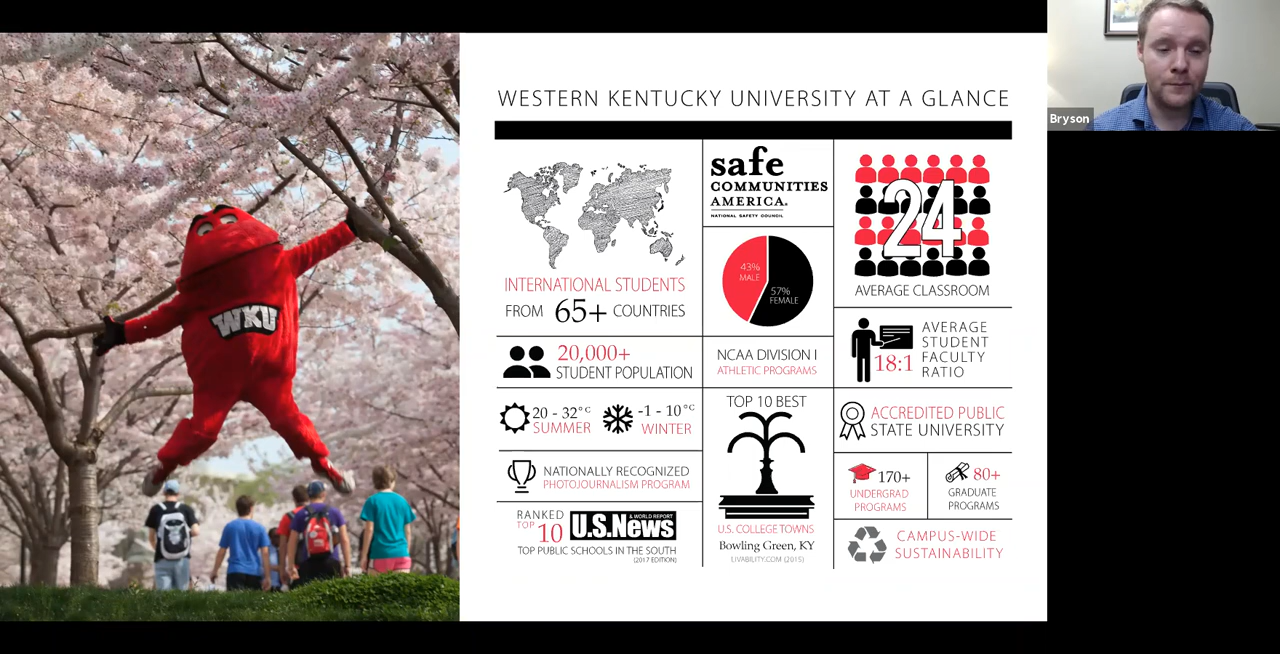 WKU
WESTERN KENTUCKY UNIVERSITY AT A GLANCE
INTERNATIONAL STUDENTS
FROM 65+ COUNTRIES
20,000+
STUDENT POPULATION
20 - 32°C
SUMMER
-1 - 10°C
WINTER
NATIONALLY RECOGNIZED
PHOTOJOURNALISM PROGRAM
RANKED
TOP
10
U.S.News
& WORLD REPORT
TOP PUBLIC SCHOOLS IN THE SOUTH
(2017 EDITION)
safe
COMMUNITIES
AMERICA®
NATIONAL SAFETY COUNCIL
43%
MALE
57%
FEMALE
NCAA DIVISION I
ATHLETIC PROGRAMS
TOP 10 BEST
U.S. COLLEGE TOWNS
Bowling Green, KY
LIVABILITY.COM (2015)
24
AVERAGE CLASSROOM
18:1
AVERAGE
STUDENT
FACULTY
RATIO
ACCREDITED PUBLIC
STATE UNIVERSITY
170+
UNDERGRAD
PROGRAMS
80+
GRADUATE
PROGRAMS
CAMPUS-WIDE
SUSTAINABILITY
Bryson